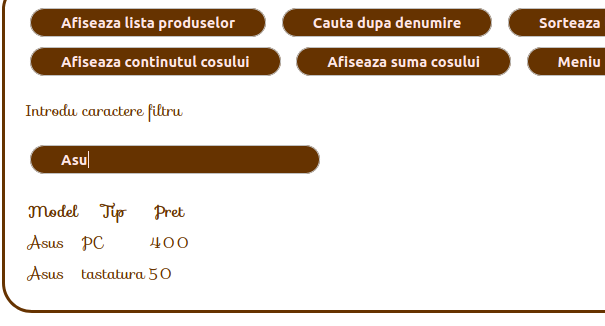 Afiseaza lista produselor Cauta dupa denumire Sorteaza
Afiseaza continutul cosului Afiseaza suma cosului Meniu
Introdu caractere filtru
Asu
Model Tip Pret
Asus PC 400
Asus tastatura 50